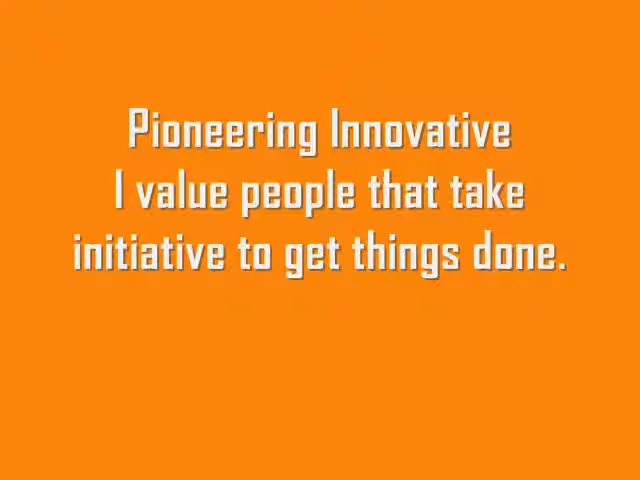 Pioneering Innovative
I value people that take
initiative to get things done.